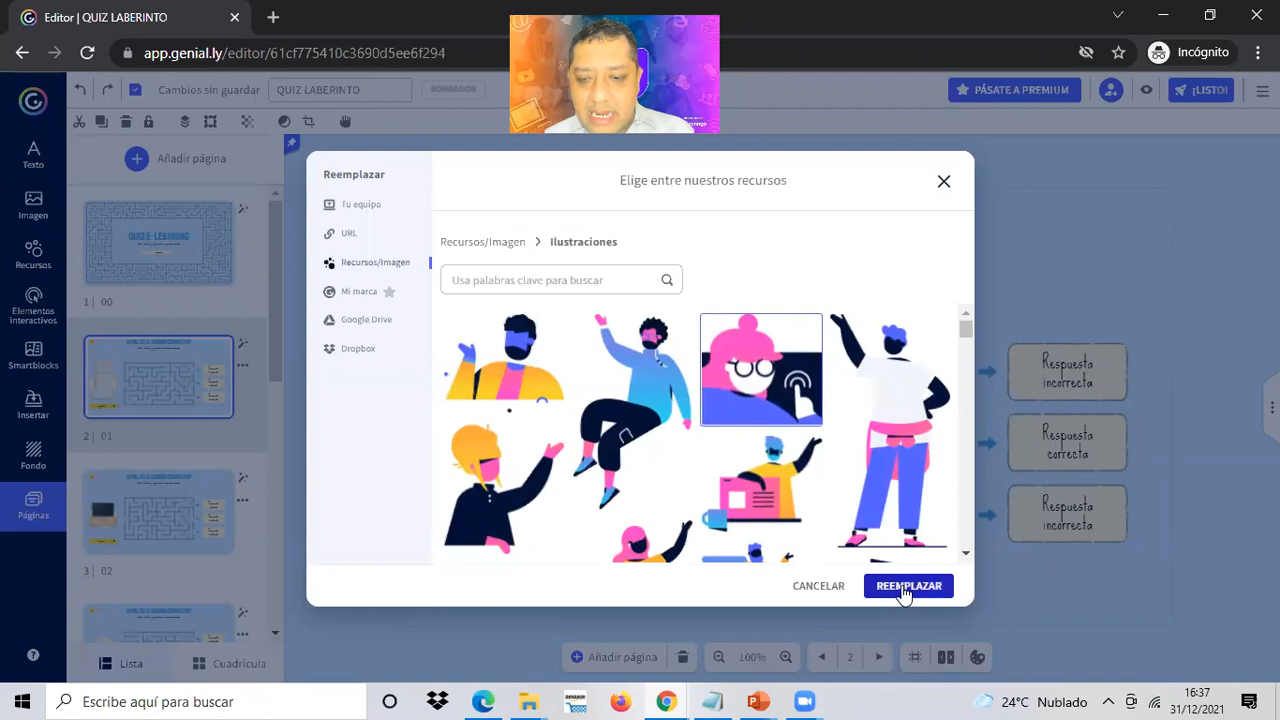 Editor | QUIZ LABERINTO
app.genial.ly/editor/61cf775410c3690d5ee6f294
Incógnito
Cambios sin guardar
QUIZ LABERINTO
BORRADOR
PÁSATE A PREMIUM
¡LISTO!
Texto
Imagen
Recursos
Elementos
interactivos
Smartblocks
Insertar
Fondo
Páginas
Añadir página
QUIZ E-LEARNING
1 | 00
2 | 01
3 | 02
Lista
Cuadrícula
Reemplazar
Tu equipo
URL
Recursos/Imagen
Mi marca
Google Drive
Dropbox
Elige entre nuestros recursos
Recursos/Imagen > Ilustraciones
Usa palabras clave para buscar
CANCELAR
REEMPLAZAR
Respuesta
incorrecta
Respuesta
correcta
Respuesta
incorrecta
Añadir página
100%
2
Escribe aquí para buscar
24°C Nublado
31/12/2021